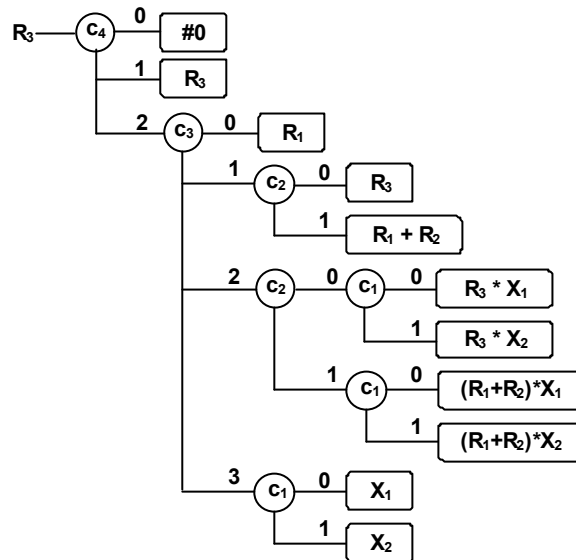 R₃ C₄ 0 #0
1 R₃
2 C₃ 0 R₁
1 C₂ 0 R₃
1 R₁ + R₂
2 C₂ 0 C₁ 0 R₃ * X₁
1 R₃ * X₂
1 C₁ 0 (R₁+R₂)*X₁
1 (R₁+R₂)*X₂
3 C₁ 0 X₁
1 X₂